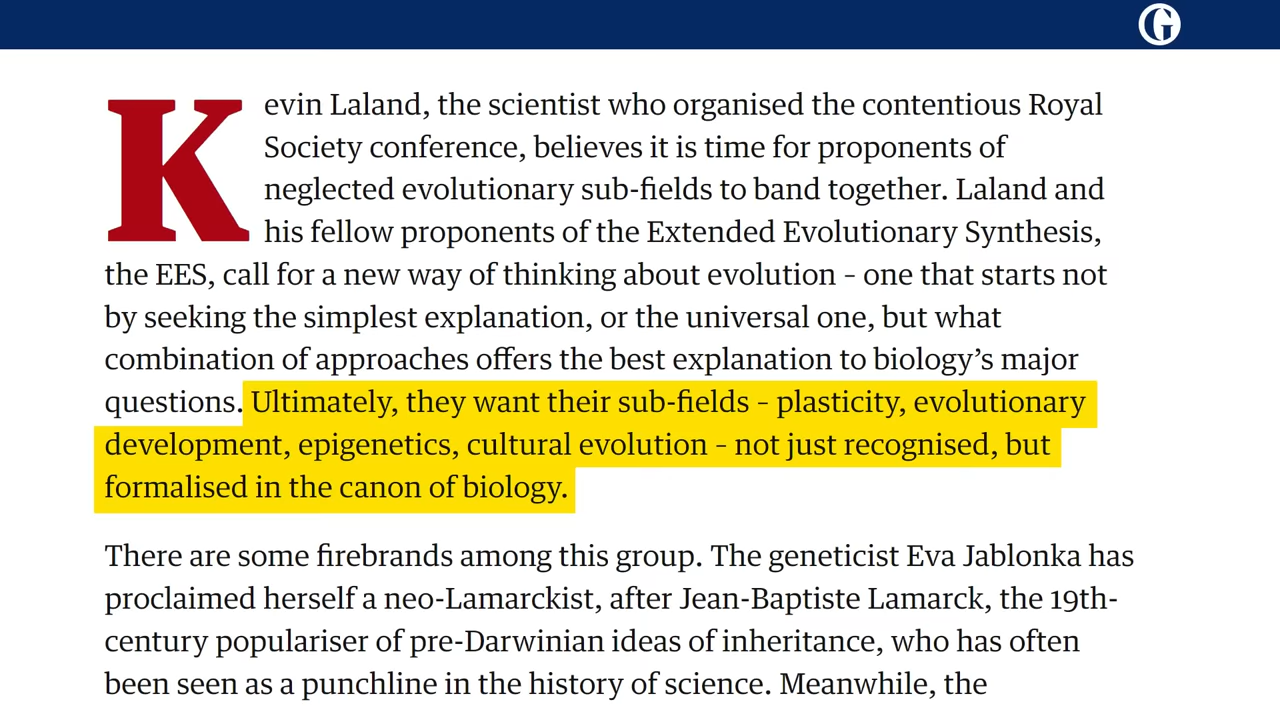 G
Kevin Laland, the scientist who organised the contentious Royal
Society conference, believes it is time for proponents of
neglected evolutionary sub-fields to band together. Laland and
his fellow proponents of the Extended Evolutionary Synthesis,
the EES, call for a new way of thinking about evolution – one that starts not
by seeking the simplest explanation, or the universal one, but what
combination of approaches offers the best explanation to biology’s major
questions. Ultimately, they want their sub-fields – plasticity, evolutionary
development, epigenetics, cultural evolution – not just recognised, but
formalised in the canon of biology.
There are some firebrands among this group. The geneticist Eva Jablonka has
proclaimed herself a neo-Lamarckist, after Jean-Baptiste Lamarck, the 19th-
century populariser of pre-Darwinian ideas of inheritance, who has often
been seen as a punchline in the history of science. Meanwhile, the